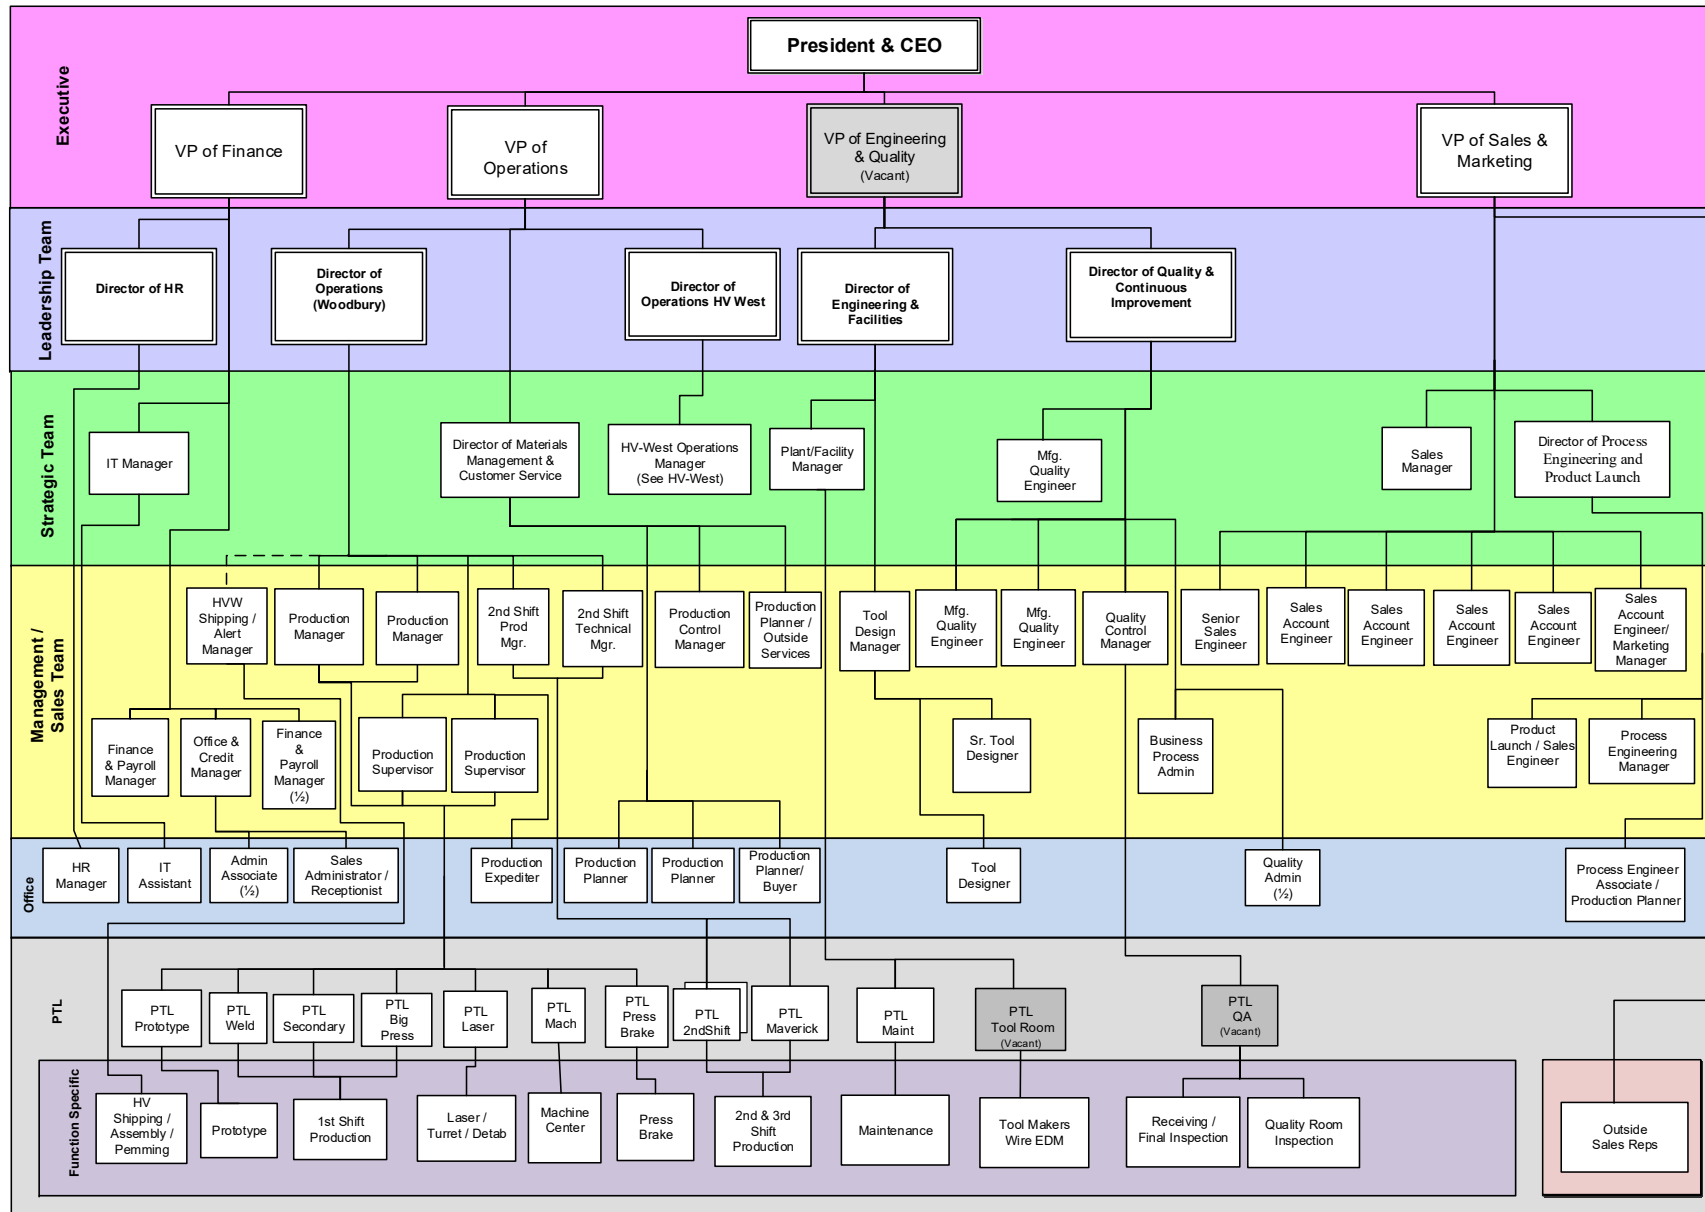 President & CEO
Executive
VP of Finance
VP of
Operations
VP of Engineering
& Quality
(Vacant)
VP of Sales &
Marketing
Leadership Team
Director of HR
Director of
Operations
(Woodbury)
Director of
Operations HV West
Director of
Engineering &
Facilities
Director of Quality &
Continuous
Improvement
Strategic Team
IT Manager
Director of Materials
Management &
Customer Service
HV-West Operations
Manager
(See HV-West)
Plant/Facility
Manager
Mfg.
Quality
Engineer
Sales
Manager
Director of Process
Engineering and
Product Launch
Management /
Sales Team
HVW
Shipping /
Alert
Manager
Production
Manager
Production
Manager
2nd Shift
Prod
Mgr.
2nd Shift
Technical
Mgr.
Production
Control
Manager
Production
Planner /
Outside
Services
Tool
Design
Manager
Mfg.
Quality
Engineer
Mfg.
Quality
Engineer
Quality
Control
Manager
Senior
Sales
Engineer
Sales
Account
Engineer
Sales
Account
Engineer
Sales
Account
Engineer
Sales
Account
Engineer
Sales
Account
Engineer/
Marketing
Manager
Finance
& Payroll
Manager
Office &
Credit
Manager
Finance
&
Payroll
Manager
(½)
Production
Supervisor
Production
Supervisor
Sr. Tool
Designer
Business
Process
Admin
Product
Launch / Sales
Engineer
Process
Engineering
Manager
Office
HR
Manager
IT
Assistant
Admin
Associate
(½)
Sales
Administrator /
Receptionist
Production
Expediter
Production
Planner
Production
Planner
Production
Planner/
Buyer
Tool
Designer
Quality
Admin
(½)
Process Engineer
Associate /
Production Planner
PTL
PTL
Prototype
PTL
Weld
PTL
Secondary
PTL
Big
Press
PTL
Laser
PTL
Mach
PTL
Press
Brake
PTL
2ndShift
PTL
Maverick
PTL
Maint
PTL
Tool Room
(Vacant)
PTL
QA
(Vacant)
Function Specific
HV
Shipping /
Assembly /
Pemming
Prototype
1st Shift
Production
Laser /
Turret / Detab
Machine
Center
Press
Brake
2nd & 3rd
Shift
Production
Maintenance
Tool Makers
Wire EDM
Receiving /
Final Inspection
Quality Room
Inspection
Outside
Sales Reps